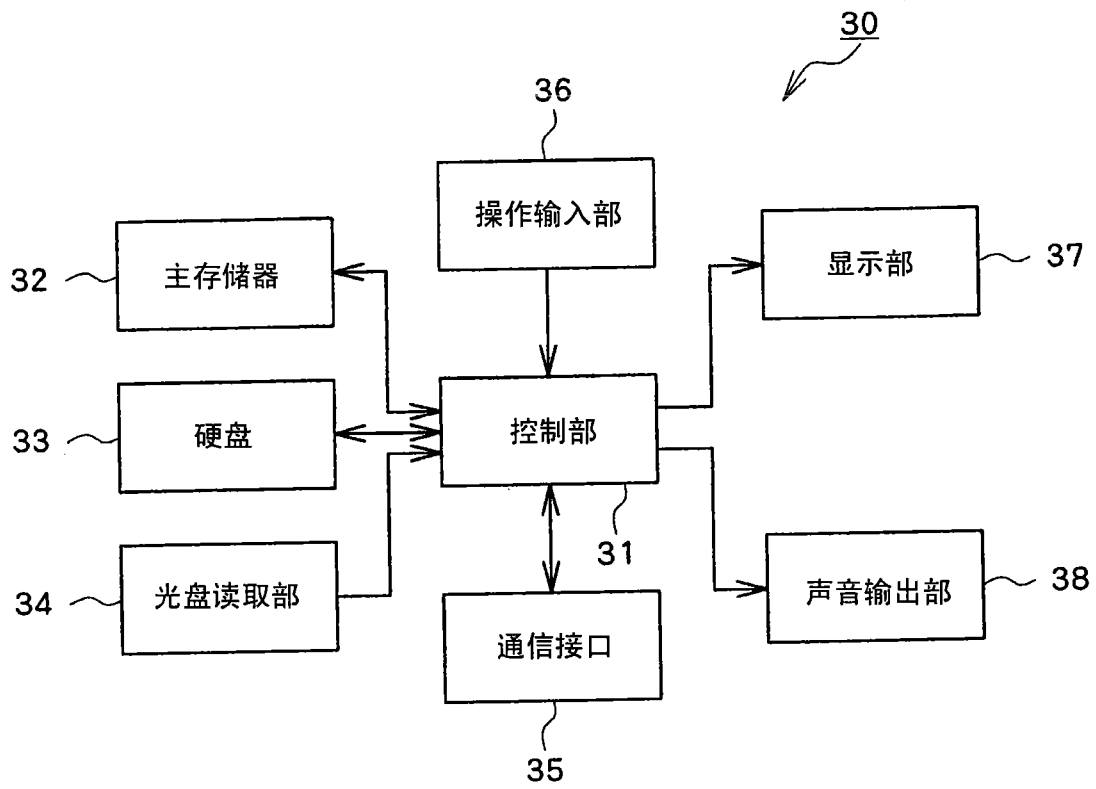 30
36
操作输入部
32
主存储器
显示部
37
33
硬盘
控制部
31
34
光盘读取部
声音输出部
38
通信接口
35